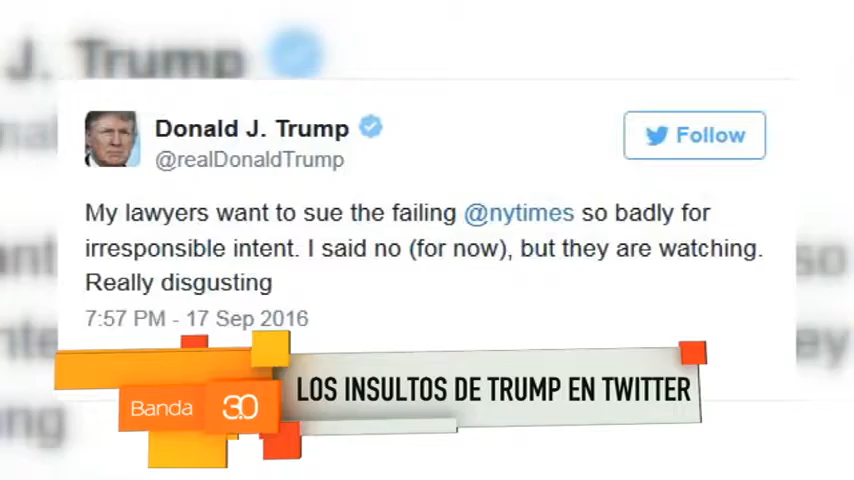 J. Trump
Donald J. Trump
Follow
@realDonaldTrump
My lawyers want to sue the failing @nytimes so badly for
irresponsible intent. I said no (for now), but they are watching.
Really disgusting
7:57 PM - 17 Sep 2016
LOS INSULTOS DE TRUMP EN TWITTER
Banda 3.0